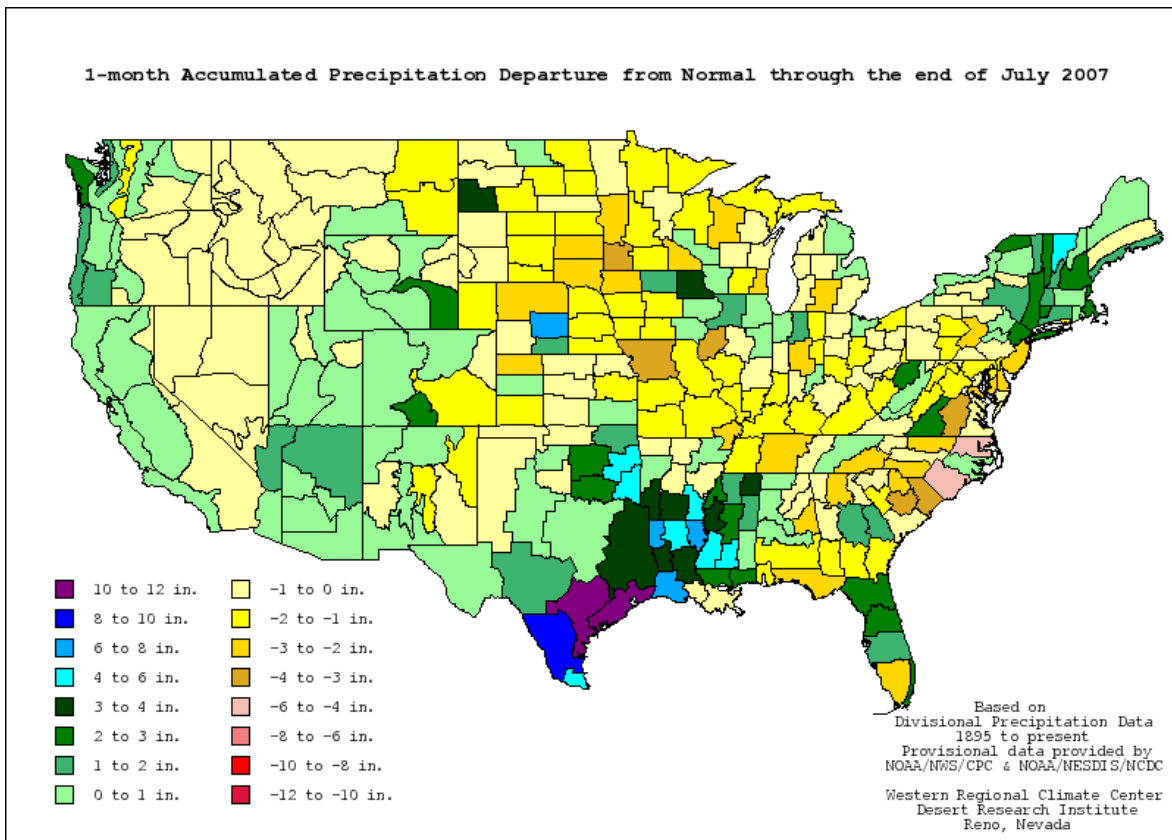 1-month Accumulated Precipitation Departure from Normal through the end of July 2007
10 to 12 in.
8 to 10 in.
6 to 8 in.
4 to 6 in.
3 to 4 in.
2 to 3 in.
1 to 2 in.
0 to 1 in.
-1 to 0 in.
-2 to -1 in.
-3 to -2 in.
-4 to -3 in.
-6 to -4 in.
-8 to -6 in.
-10 to -8 in.
-12 to -10 in.
Based on
Divisional Precipitation Data
1895 to present
Provisional data provided by
NOAA/NWS/CPC & NOAA/NESDIS/NCDC
Western Regional Climate Center
Desert Research Institute
Reno, Nevada